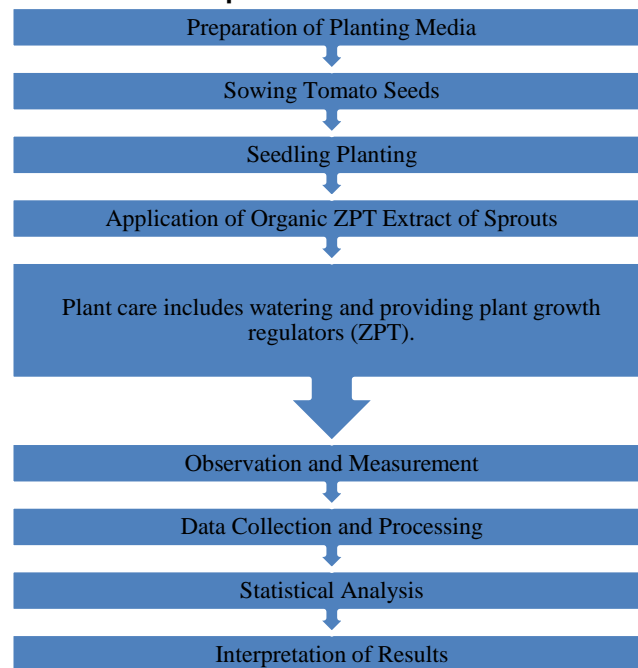 Preparation of Planting Media
Sowing Tomato Seeds
Seedling Planting
Application of Organic ZPT Extract of Sprouts
Plant care includes watering and providing plant growth
regulators (ZPT).
Observation and Measurement
Data Collection and Processing
Statistical Analysis
Interpretation of Results